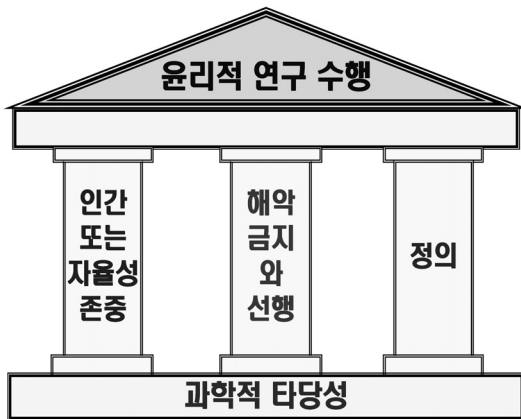 윤리적 연구 수행
인간
또는
자율성
존중
해악
금지
와
선행
정의
과학적 타당성